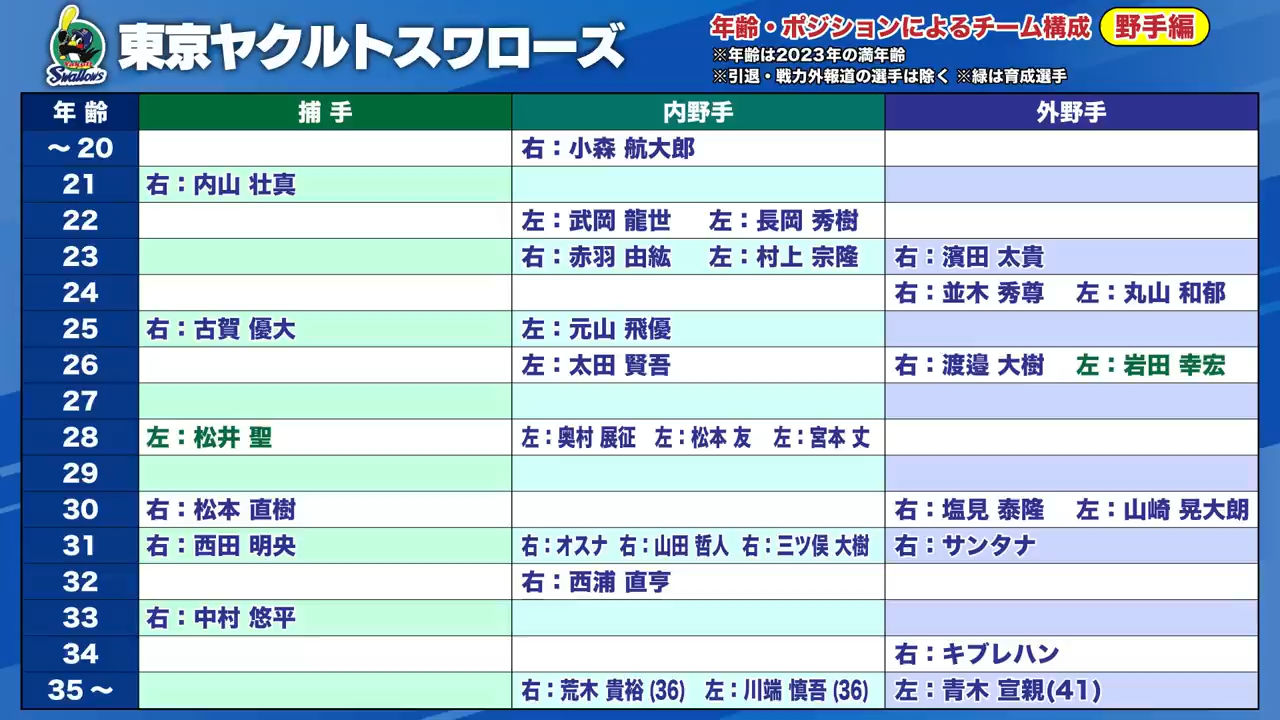 Yakult
Swallows
東京ヤクルトスワローズ
年齢・ポジションによるチーム構成 野手編
※年齢は2023年の満年齢
※引退・戦力外報道の選手は除く ※緑は育成選手
年齢 捕手 内野手 外野手
～20 右：小森 航大郎
21 右：内山 壮真
22 左：武岡 龍世 左：長岡 秀樹
23 右：赤羽 由紘 左：村上 宗隆 右：濱田 太貴
24 右：並木 秀尊 左：丸山 和郁
25 右：古賀 優大 左：元山 飛優
26 左：太田 賢吾 右：渡邉 大樹 左：岩田 幸宏
27
28 左：松井 聖 左：奥村 展征 左：松本 友 左：宮本 丈
29
30 右：松本 直樹 右：塩見 泰隆 左：山崎 晃大朗
31 右：西田 明央 右：オスナ 右：山田 哲人 右：三ツ俣 大樹 右：サンタナ
32 右：西浦 直亨
33 右：中村 悠平
34 右：キブレハン
35～ 右：荒木 貴裕(36) 左：川端 慎吾(36) 左：青木 宣親(41)